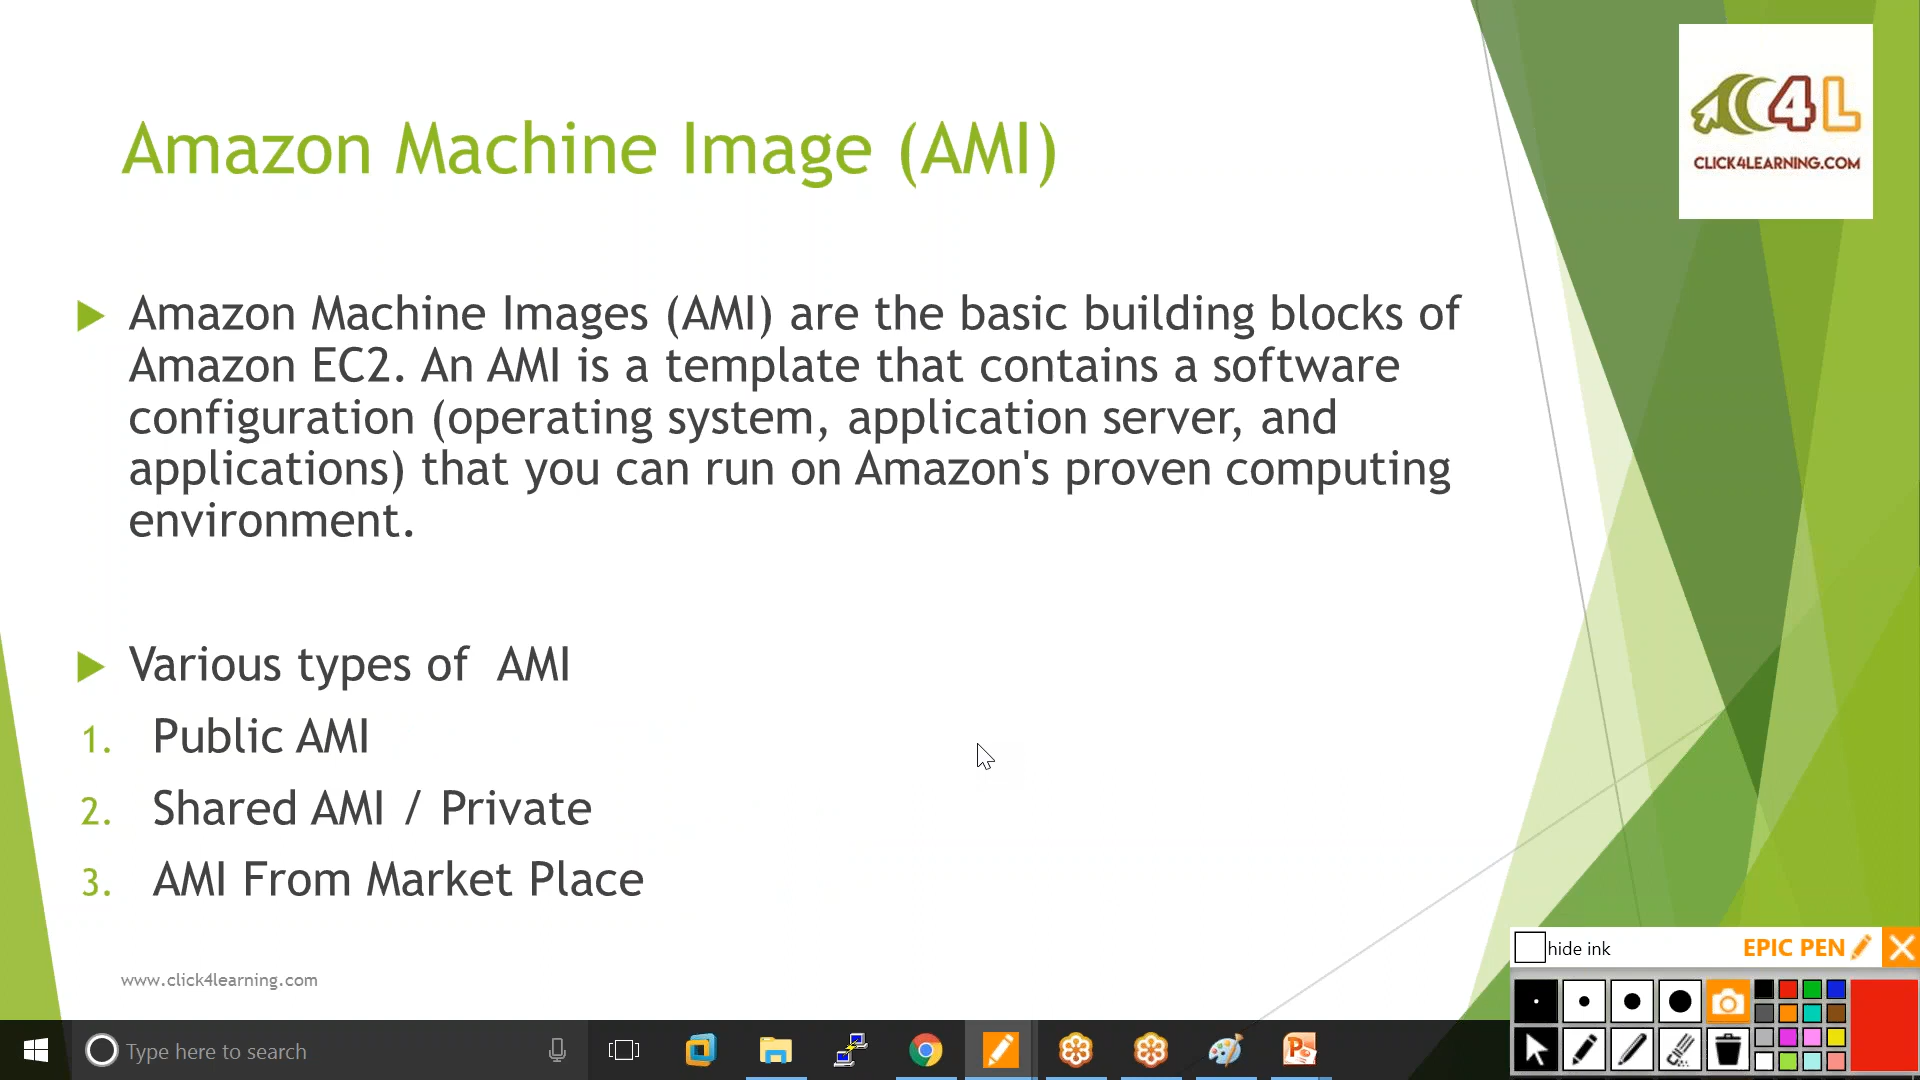 4L
CLICK4LEARNING.COM
Amazon Machine Image (AMI)
Amazon Machine Images (AMI) are the basic building blocks of
Amazon EC2. An AMI is a template that contains a software
configuration (operating system, application server, and
applications) that you can run on Amazon's proven computing
environment.
Various types of  AMI
1. Public AMI
2. Shared AMI / Private
3. AMI From Market Place
www.click4learning.com
hide ink
EPIC PEN
Type here to search